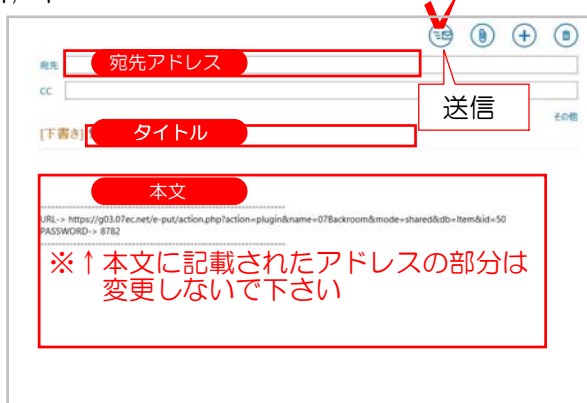 宛先
宛先アドレス
CC
送信
その他
[下書き]
タイトル
本文
----------------------------------------------------------------
URL-> https://g03.07ec.net/e-put/action.php?action=plugin&name=07Backroom&mode=shared&db=Item&id=50
PASSWORD-> 8782
----------------------------------------------------------------
※↑本文に記載されたアドレスの部分は
変更しないで下さい